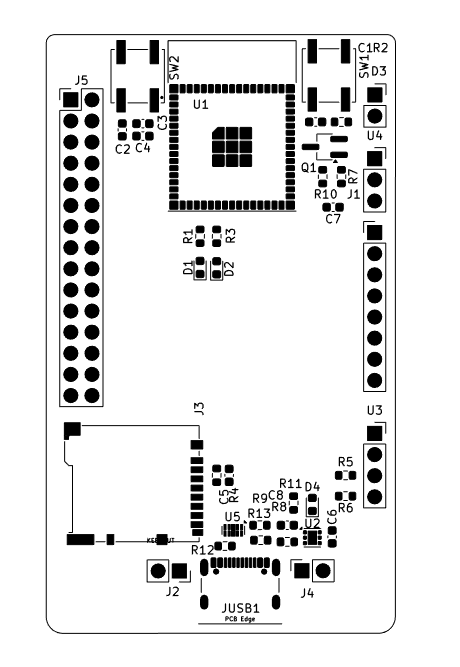 C1R2
SW2
SW1
D3
J5
U1
C3
U4
C2
C4
Q1
R7
R10
J1
C7
R1
R3
D1
D2
J3
U3
R5
C5
R4
R11
D4
R9
C8
R8
R6
R13
U5
U2
C6
KEEPOUT
R12
J2
J4
JUSB1
PCB Edge